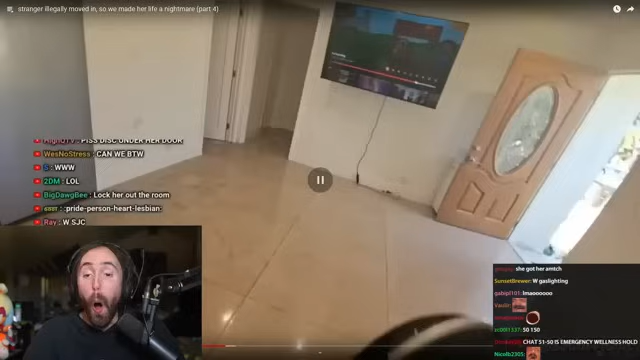 stranger illegally moved in, so we made her life a nightmare (part 4)
PISS DISC UNDER HER DOOR
WesNoStress: CAN WE BTW
S: WWW
2DM: LOL
BigDawgBee: Lock her out the room
:pride-person-heart-lesbian:
Ray: W SJC
she got her amtch
SunsetBrewer: W gaslighting
lmaoooooo
: 50 150
CHAT 51-50 IS EMERGENCY WELLNESS HOLD